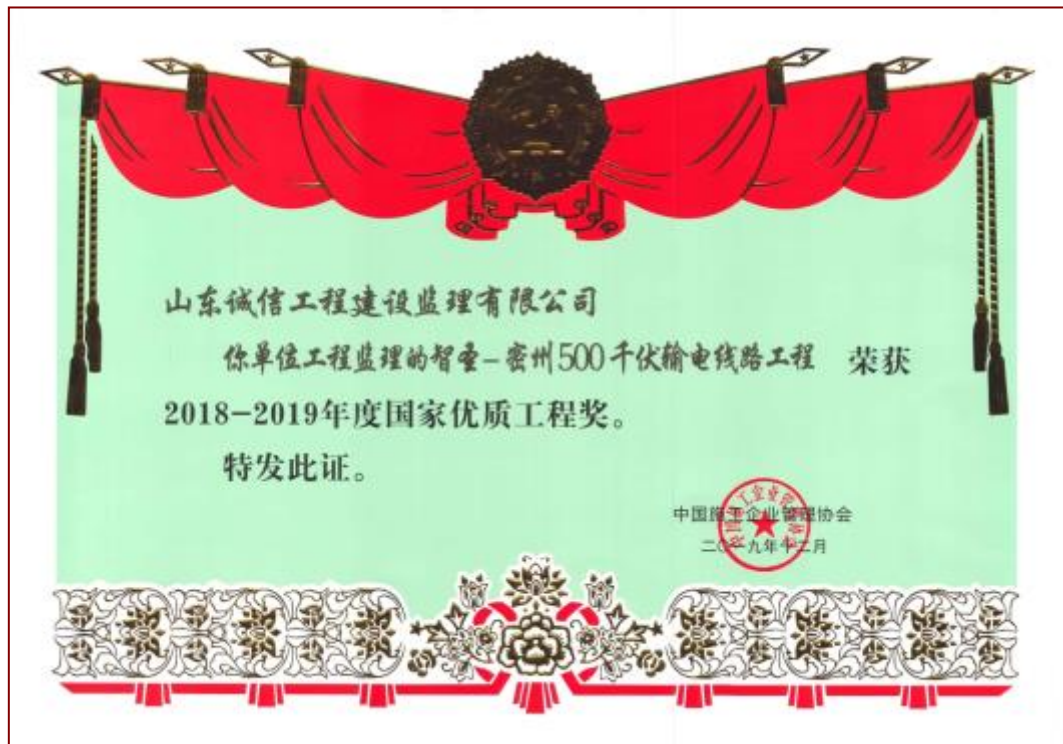 山东诚信工程建设监理有限公司
你单位工程监理的智圣-密州500千伏输电线路工程 荣获
2018-2019年度国家优质工程奖。
特发此证。
中国施工企业管理协会
二〇一九年十二月